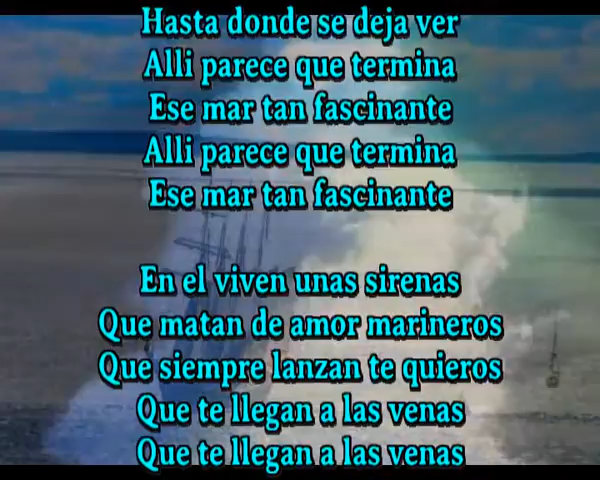 Hasta donde se deja ver
Alli parece que termina
Ese mar tan fascinante
Alli parece que termina
Ese mar tan fascinante
En el viven unas sirenas
Que matan de amor marineros
Que siempre lanzan te quieros
Que te llegan a las venas
Que te llegan a las venas